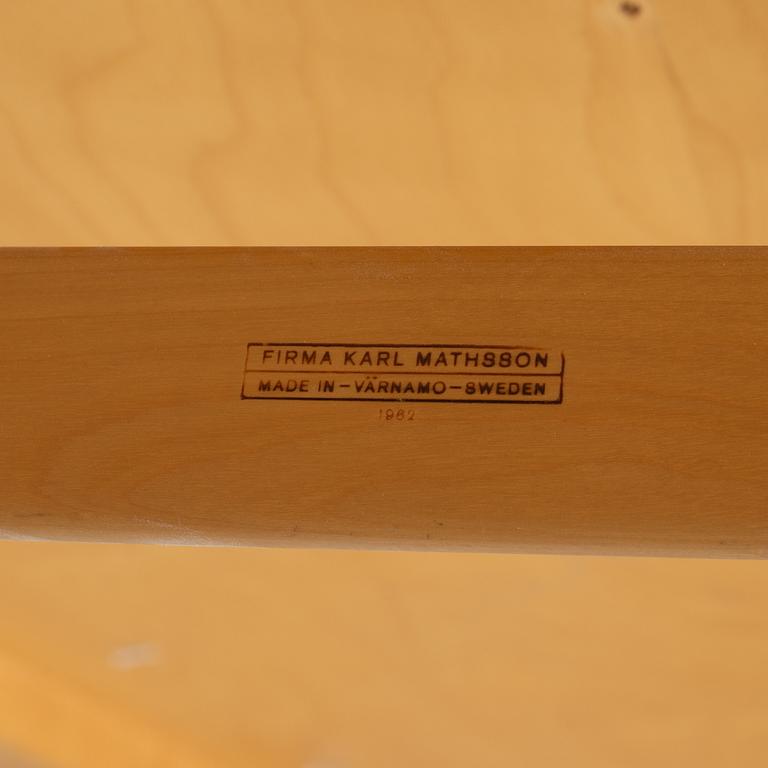 FIRMA KARL MATHSSON
MADE IN-VÄRNAMO-SWEDEN
1962